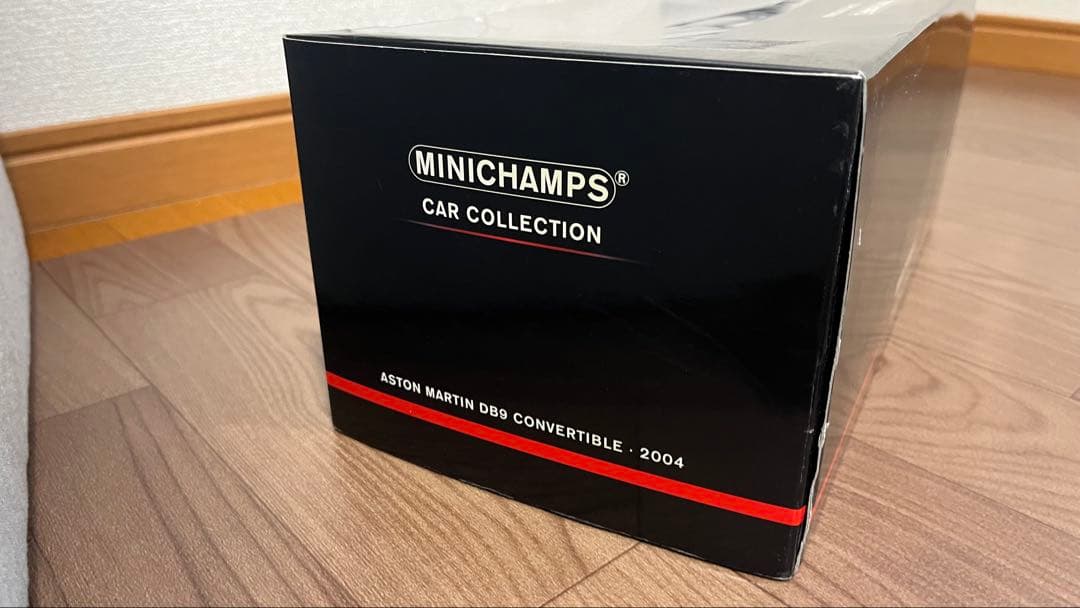 MINICHAMPS®
CAR COLLECTION
ASTON MARTIN DB9 CONVERTIBLE · 2004